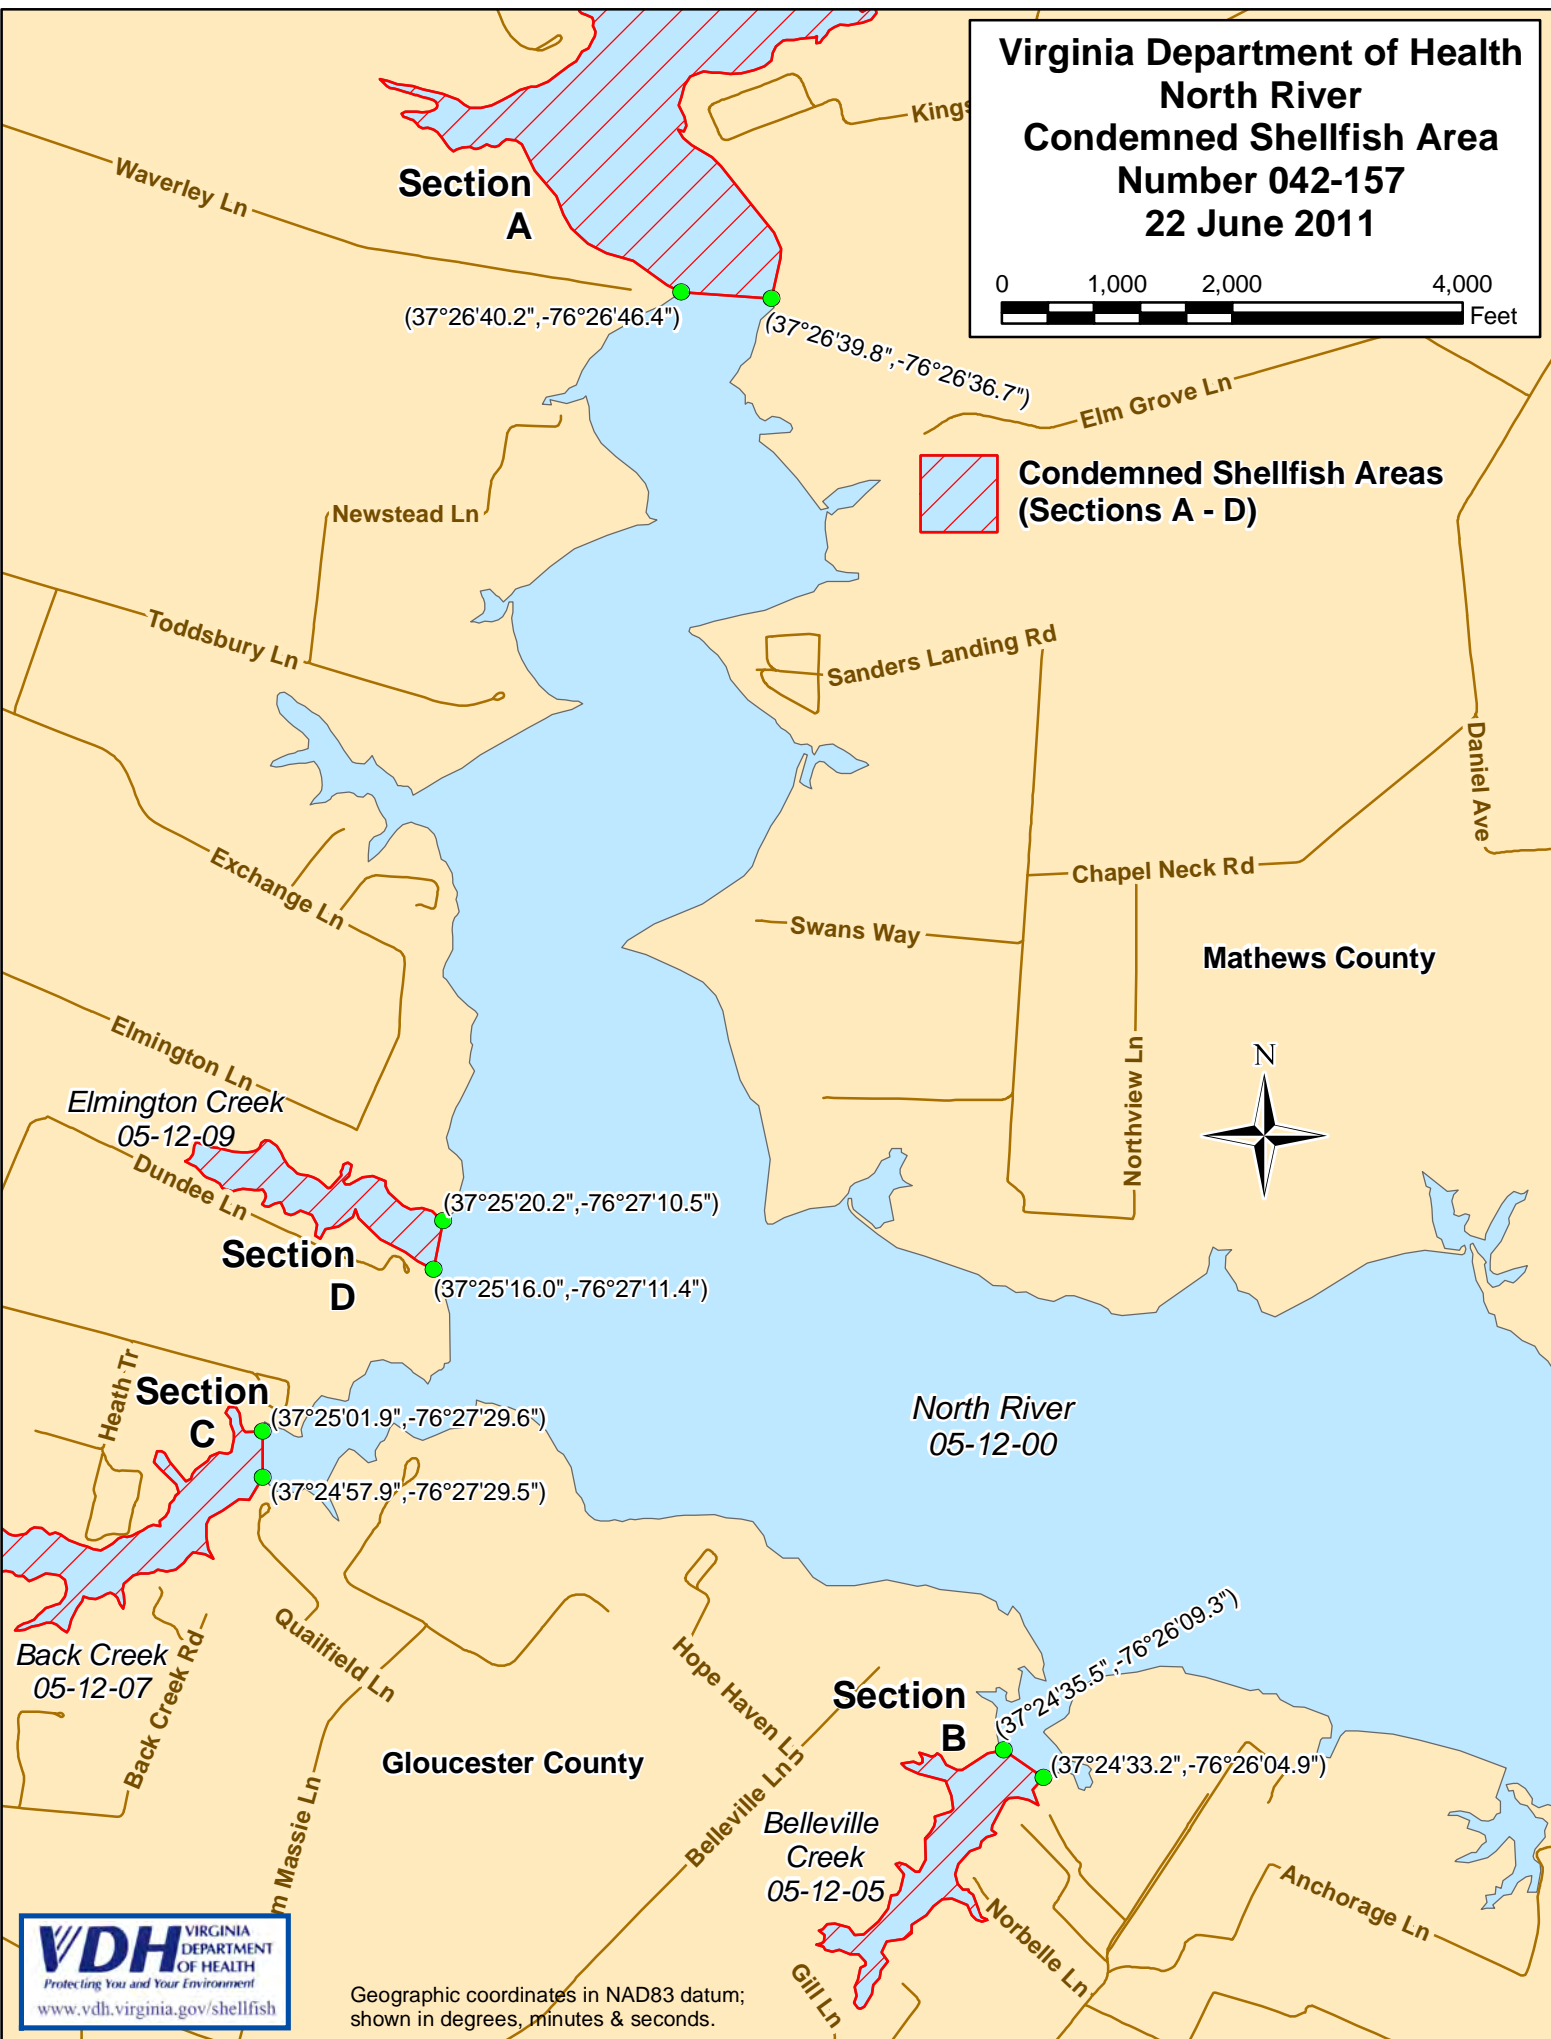 Virginia Department of Health
North River
Condemned Shellfish Area
Number 042-157
22 June 2011
0 1,000 2,000 4,000
Feet
Kings
Waverley Ln
Section
A
(37°26'40.2",-76°26'46.4")
(37°26'39.8",-76°26'36.7")
Elm Grove Ln
Condemned Shellfish Areas
(Sections A - D)
Newstead Ln
Toddsbury Ln
Sanders Landing Rd
Daniel Ave
Exchange Ln
Chapel Neck Rd
Swans Way
Mathews County
Elmington Ln
Northview Ln
N
Elmington Creek
05-12-09
Dundee Ln
(37°25'20.2",-76°27'10.5")
Section
D
(37°25'16.0",-76°27'11.4")
Heath Tr
Section
C
(37°25'01.9",-76°27'29.6")
(37°24'57.9",-76°27'29.5")
North River
05-12-00
Back Creek
05-12-07
Back Creek Rd
Quailfield Ln
Hope Haven Ln
(37°24'35.5",-76°26'09.3")
Section
B
(37°24'33.2",-76°26'04.9")
Gloucester County
m Massie Ln
Belleville Ln
Belleville
Creek
05-12-05
Norbelle Ln
Anchorage Ln
Gill Ln
VDH VIRGINIA
DEPARTMENT
OF HEALTH
Protecting You and Your Environment
www.vdh.virginia.gov/shellfish
Geographic coordinates in NAD83 datum;
shown in degrees, minutes & seconds.